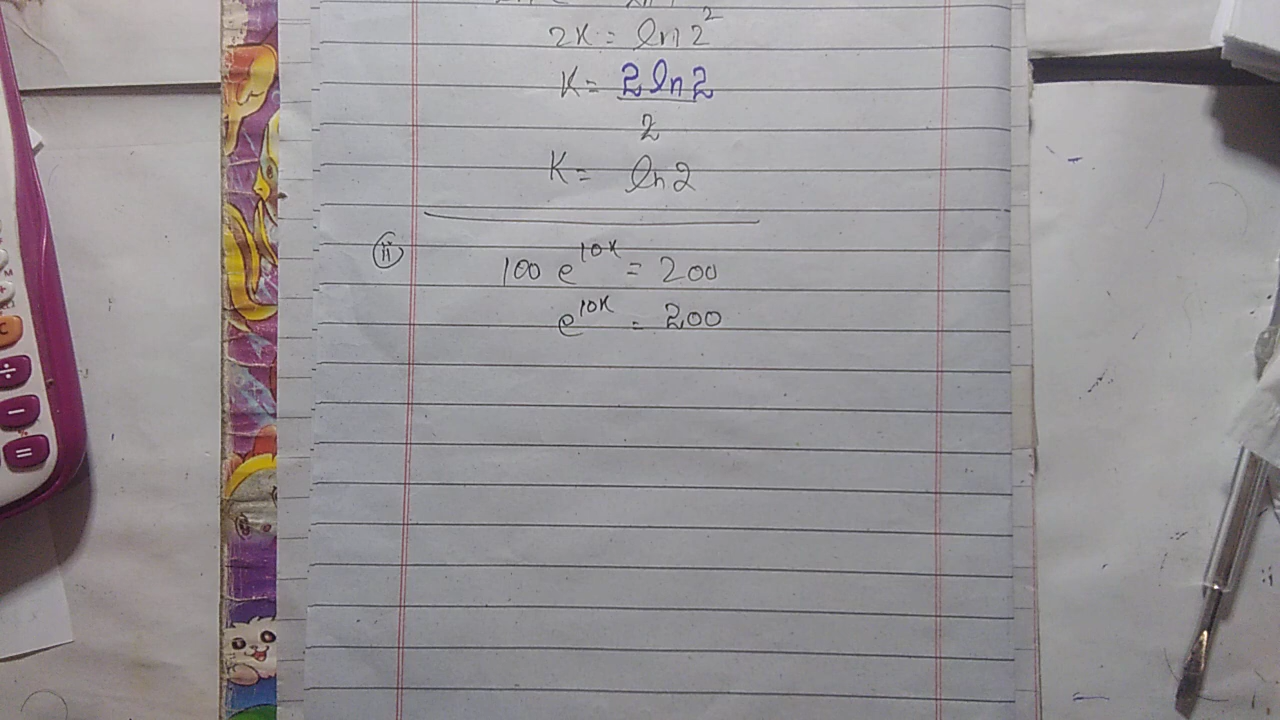 2K = ln 2²
K = 2 ln 2
2
K = ln 2
ii 100 e^10K = 200
e^10K = 200
C
÷